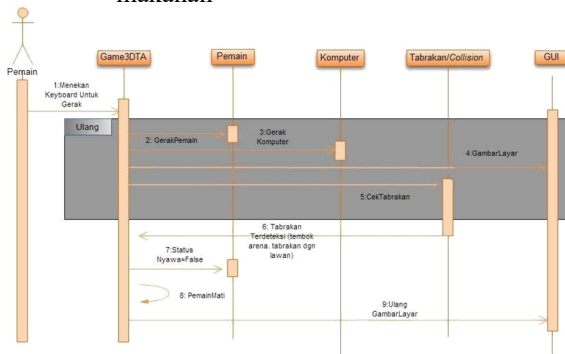 makanan
Game3DTA
Pemain
Komputer
Tabrakan/Collision
GUI
Pemain
1:Menekan
Keyboard Untuk
Gerak
Ulang
2: GerakPemain
3:Gerak
Komputer
4:GambarLayar
5:CekTabrakan
6: Tabrakan
Terdeteksi (tembok
arena. tabrakan dgn
lawan)
7:Status
Nyawa=False
8: PemainMati
9:Ulang
GambarLayar